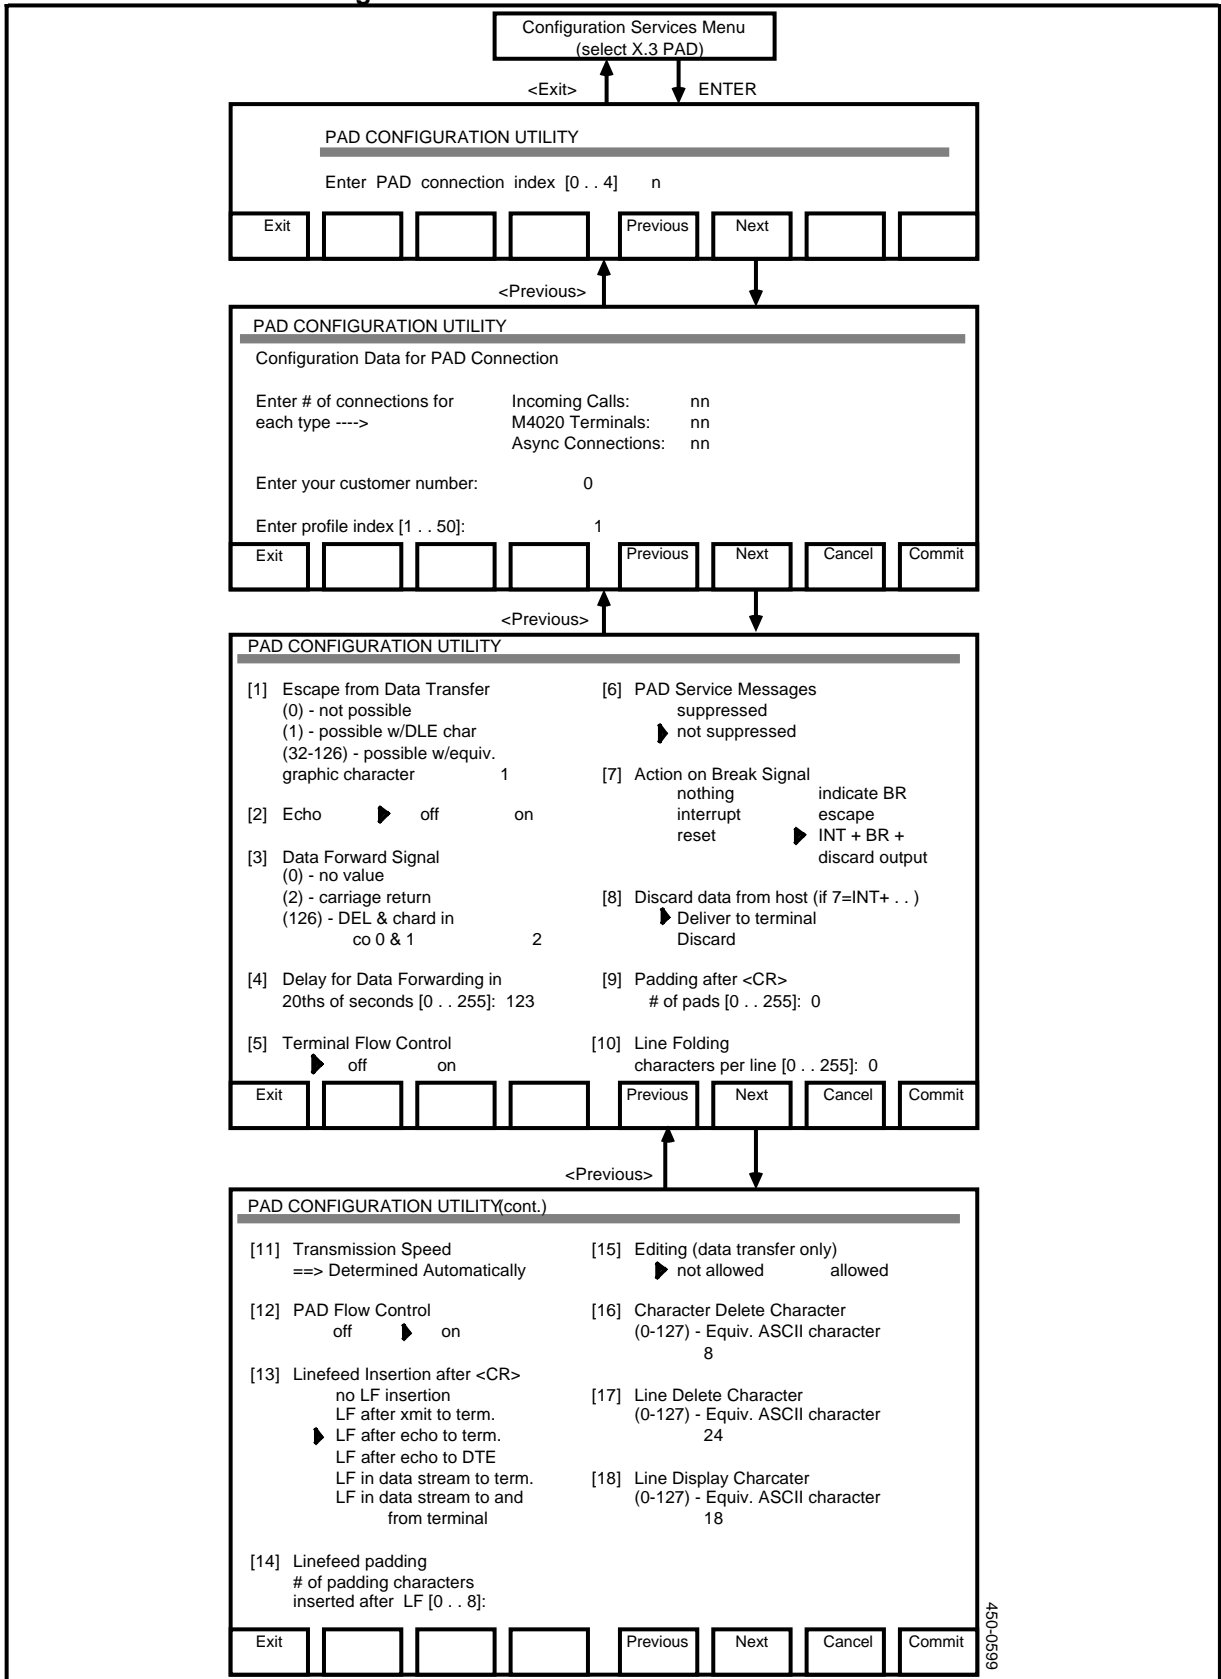 g
Configuration Services Menu
(select X.3 PAD)
<Exit>
ENTER
PAD CONFIGURATION UTILITY
Enter PAD connection index [0 . . 4] n
Exit Previous Next
<Previous>
PAD CONFIGURATION UTILITY
Configuration Data for PAD Connection
Enter # of connections for Incoming Calls: nn
each type ----> M4020 Terminals: nn
Async Connections: nn
Enter your customer number: 0
Enter profile index [1 . . 50]: 1
Exit Previous Next Cancel Commit
<Previous>
PAD CONFIGURATION UTILITY
[1] Escape from Data Transfer
(0) - not possible
(1) - possible w/DLE char
(32-126) - possible w/equiv.
graphic character 1
[2] Echo off on
[3] Data Forward Signal
(0) - no value
(2) - carriage return
(126) - DEL & chard in
co 0 & 1 2
[4] Delay for Data Forwarding in
20ths of seconds [0 . . 255]: 123
[5] Terminal Flow Control
off on
[6] PAD Service Messages
suppressed
not suppressed
[7] Action on Break Signal
nothing indicate BR
interrupt escape
reset INT + BR +
discard output
[8] Discard data from host (if 7=INT+ . . )
Deliver to terminal
Discard
[9] Padding after <CR>
# of pads [0 . . 255]: 0
[10] Line Folding
characters per line [0 . . 255]: 0
Exit Previous Next Cancel Commit
<Previous>
PAD CONFIGURATION UTILITY(cont.)
[11] Transmission Speed
==> Determined Automatically
[12] PAD Flow Control
off on
[13] Linefeed Insertion after <CR>
no LF insertion
LF after xmit to term.
LF after echo to term.
LF after echo to DTE
LF in data stream to term.
LF in data stream to and
from terminal
[14] Linefeed padding
# of padding characters
inserted after LF [0 . . 8]:
[15] Editing (data transfer only)
not allowed allowed
[16] Character Delete Character
(0-127) - Equiv. ASCII character
8
[17] Line Delete Character
(0-127) - Equiv. ASCII character
24
[18] Line Display Charcater
(0-127) - Equiv. ASCII character
18
Exit Previous Next Cancel Commit
450-0599